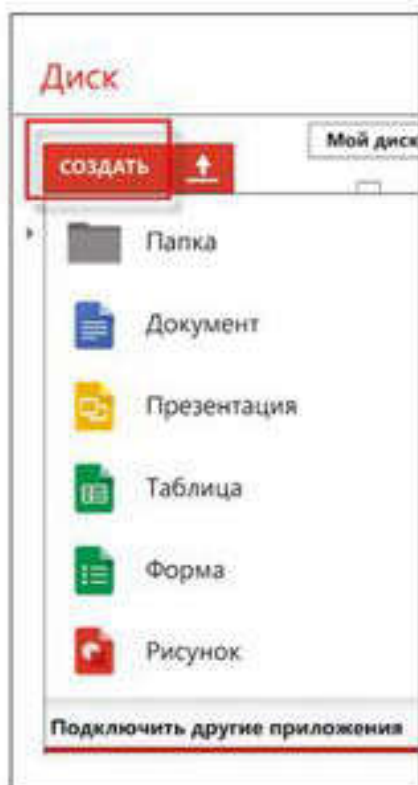 Диск
СОЗДАТЬ
Мой диск
Папка
Документ
Презентация
Таблица
Форма
Рисунок
Подключить другие приложения